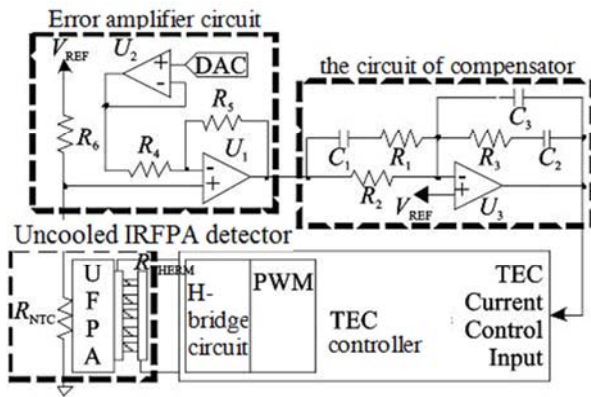 Error amplifier circuit
VREF
U2
DAC
the circuit of compensator
R5
C3
R6
R4
U1
C1
R1
R3
C2
R2
VREF
U3
Uncooled IRFPA detector
RTHERM
RNTC
UFPA
H-bridge circuit
PWM
TEC controller
TEC Current Control Input